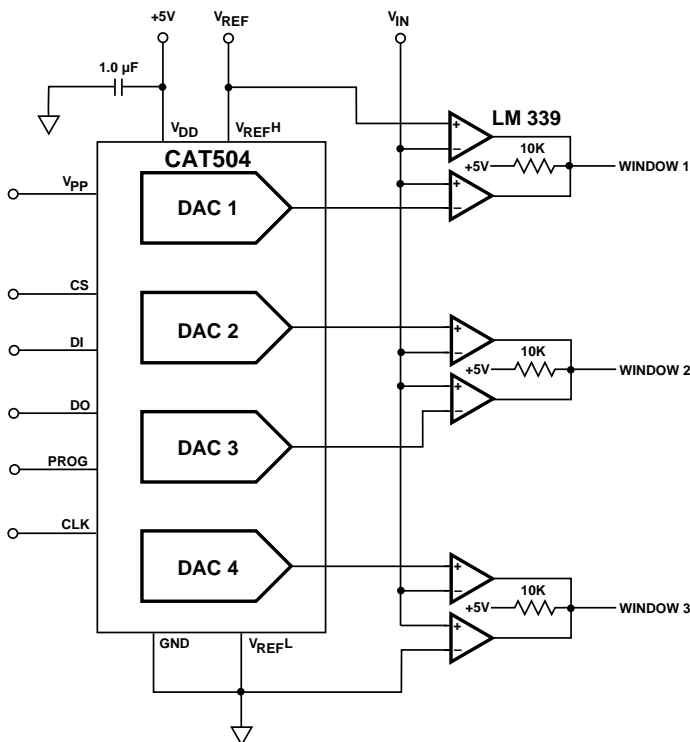 +5V
VREF
VIN
1.0 µF
VDD
VREFH
LM 339
CAT504
+
–
10K
+5V
WINDOW 1
+
–
VPP
DAC 1
CS
DAC 2
+
–
10K
+5V
WINDOW 2
+
–
DI
DO
DAC 3
PROG
CLK
DAC 4
+
–
10K
+5V
WINDOW 3
+
–
GND
VREFL